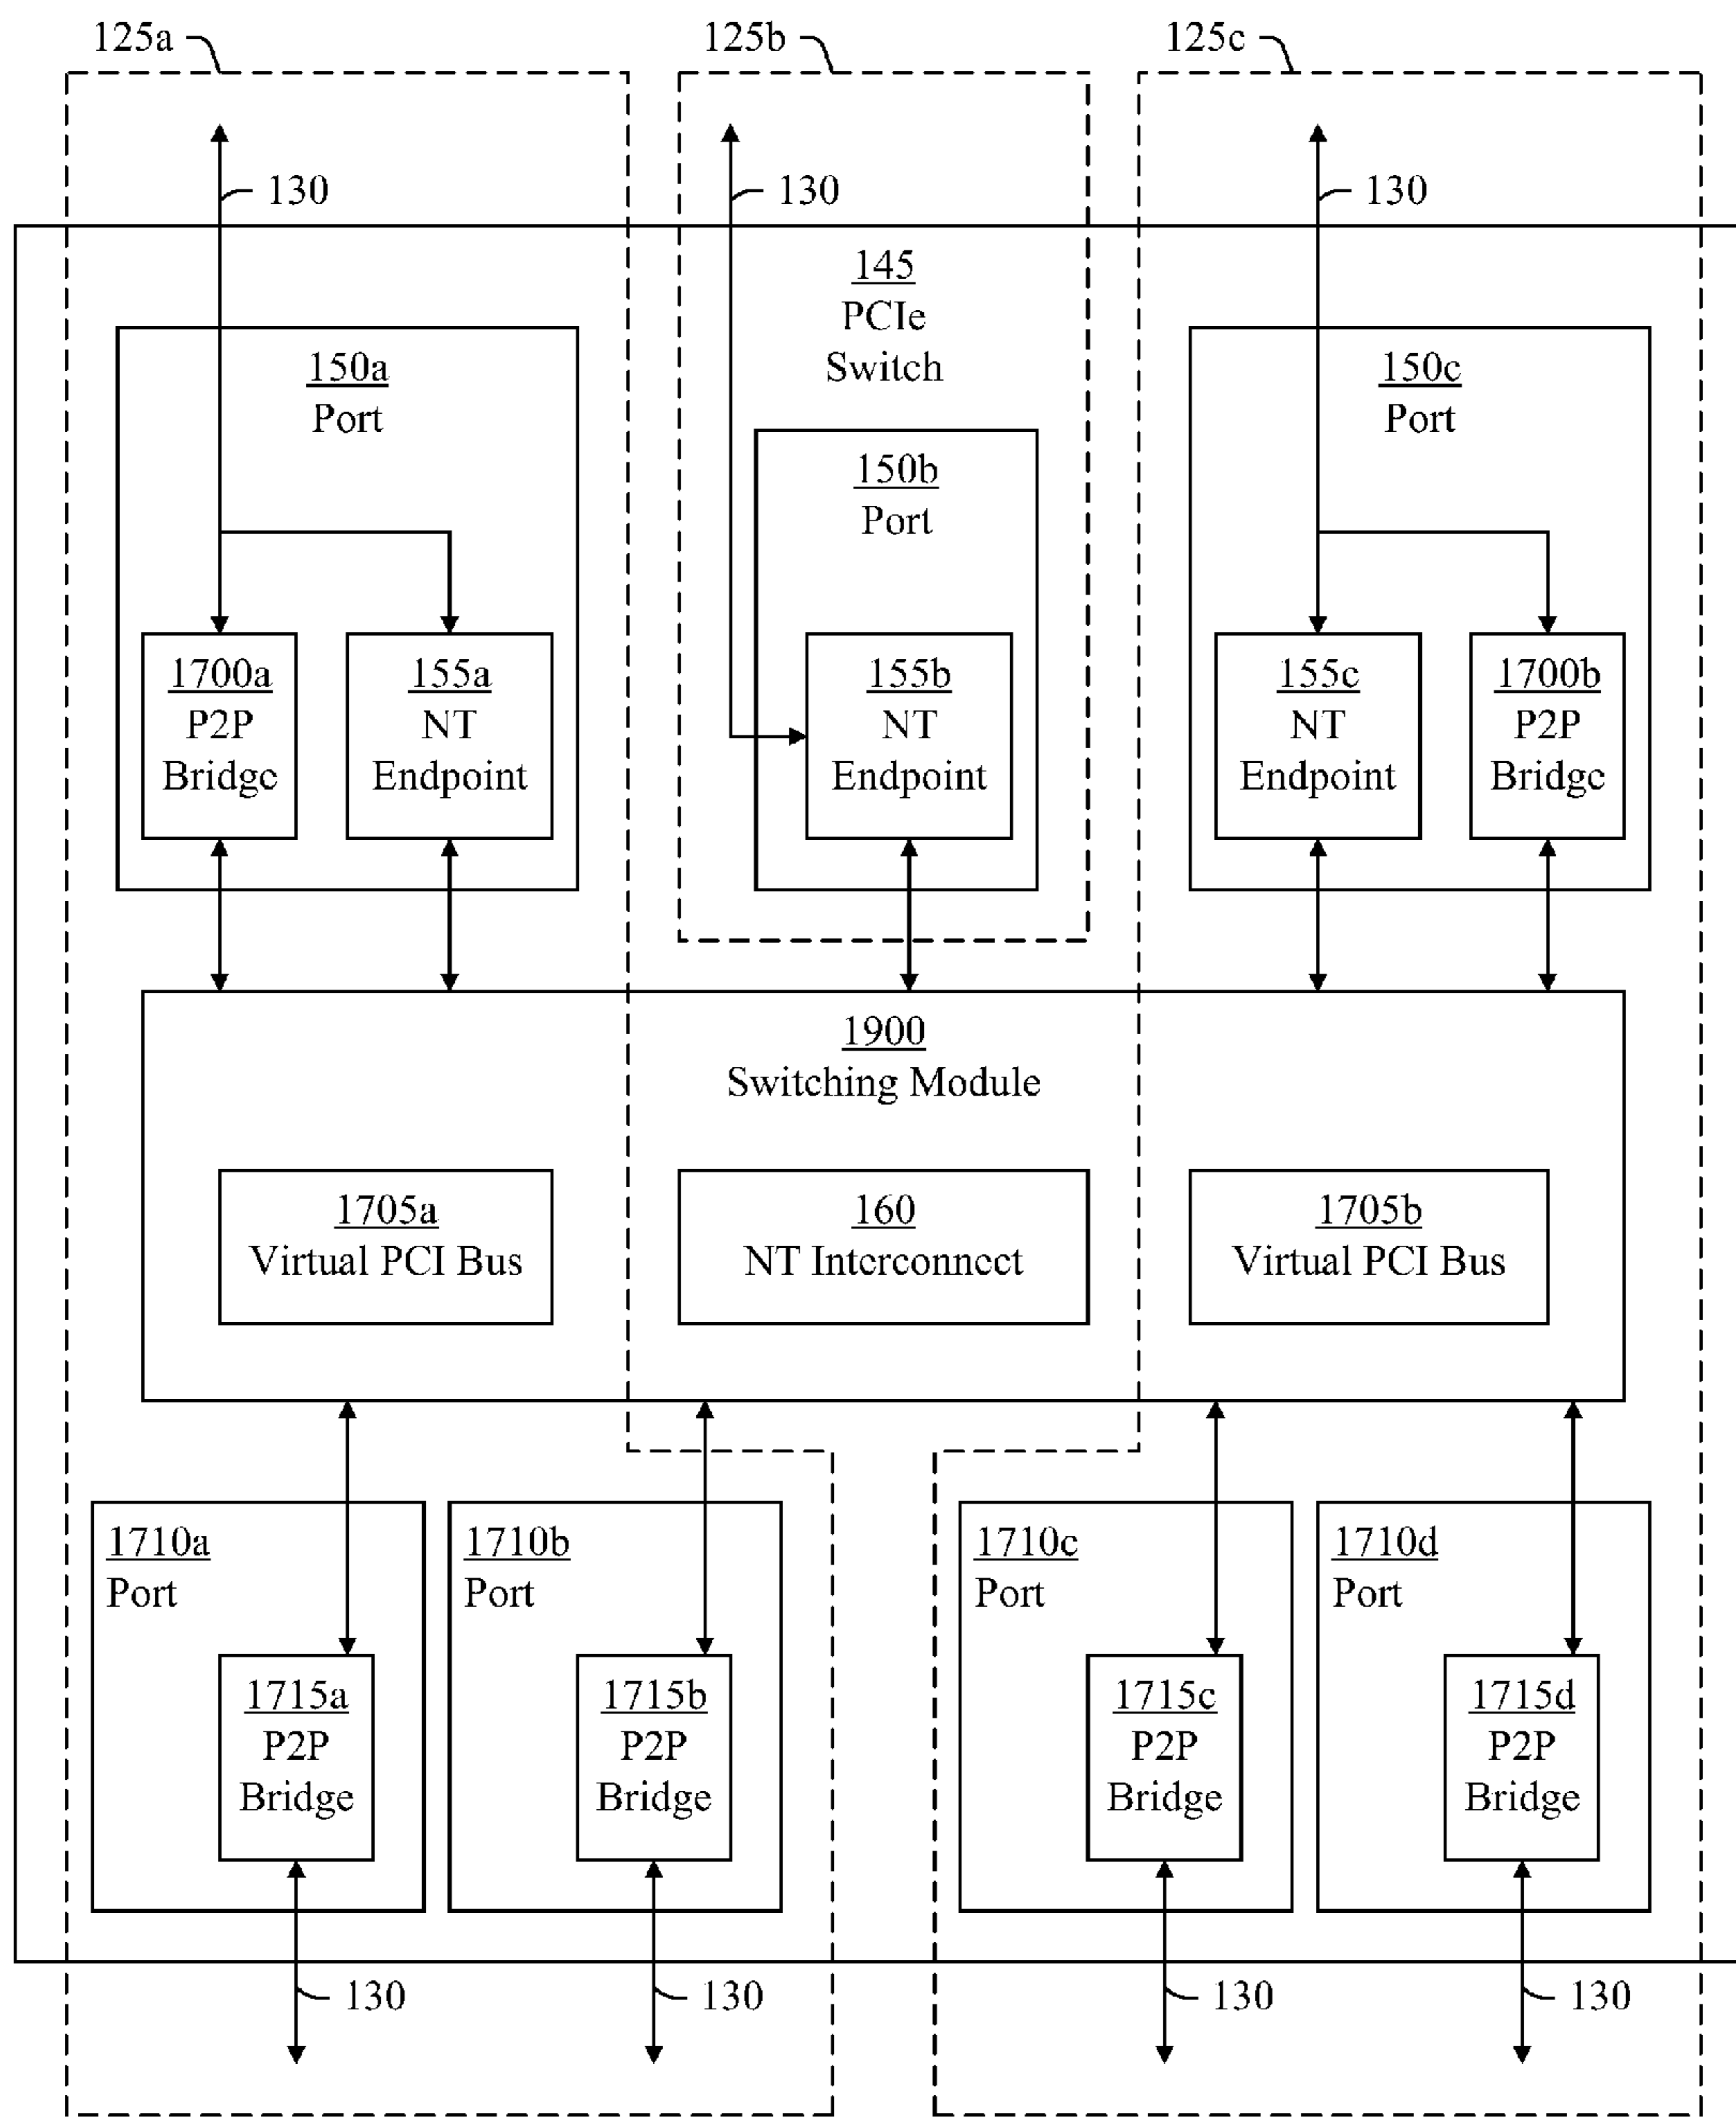 125a
125b
125c
130
130
130
145
PCIe
Switch
150a
Port
150b
Port
150c
Port
1700a
P2P
Bridge
155a
NT
Endpoint
155b
NT
Endpoint
155c
NT
Endpoint
1700b
P2P
Bridge
1900
Switching Module
1705a
Virtual PCI Bus
160
NT Interconnect
1705b
Virtual PCI Bus
1710a
Port
1710b
Port
1710c
Port
1710d
Port
1715a
P2P
Bridge
1715b
P2P
Bridge
1715c
P2P
Bridge
1715d
P2P
Bridge
130
130
130
130